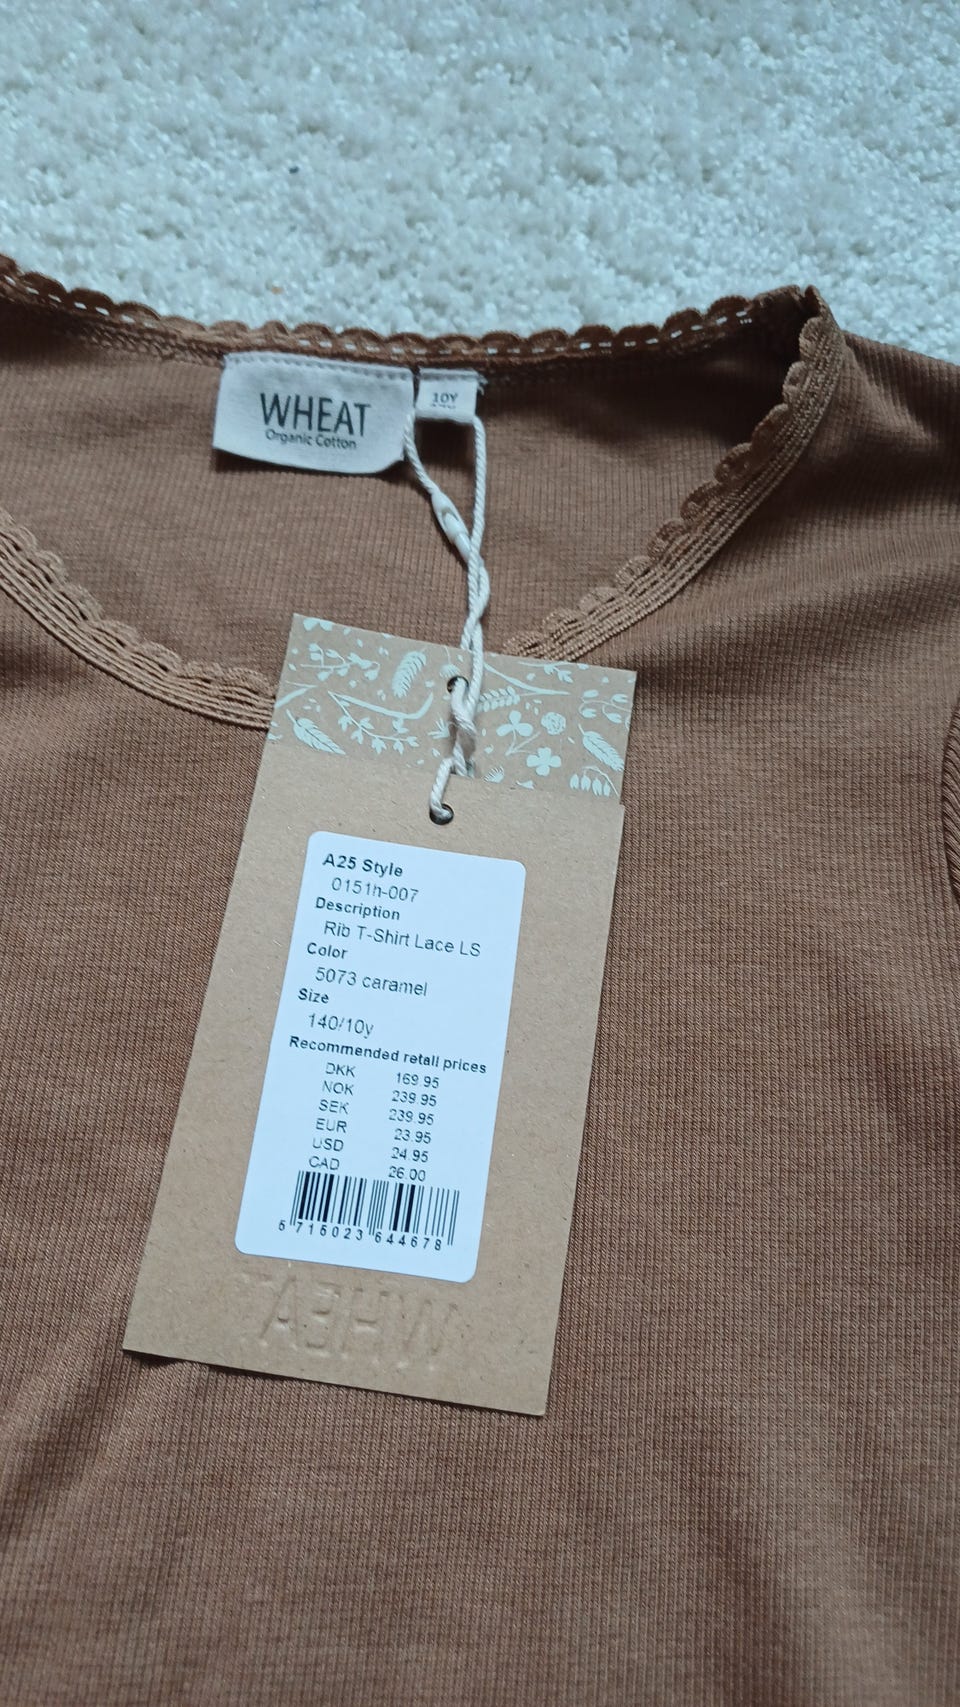 WHEAT
Organic Cotton
10Y
A25 Style
0151h-007
Description
Rib T-Shirt Lace LS
Color
5073 caramel
Size
140/10y
Recommended retail prices
DKK 169.95
NOK 239.95
SEK 239.95
EUR 23.95
USD 24.95
CAD 26.00
5 715023 644678
WHEAT